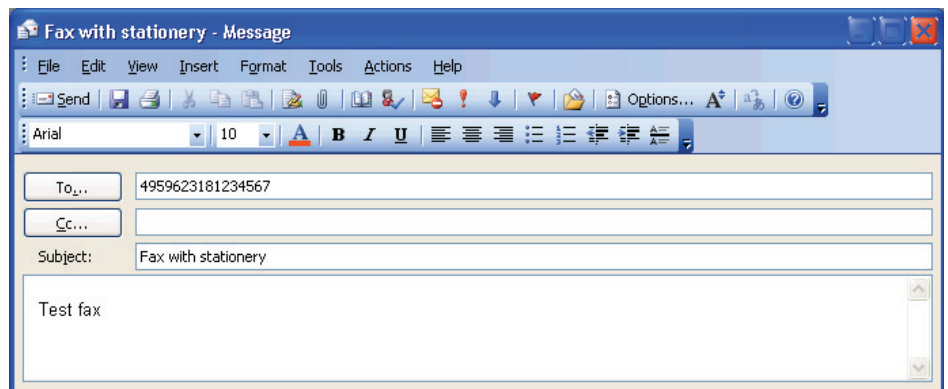 Fax with stationery - Message
File Edit View Insert Format Tools Actions Help
Send Options...
Arial 10 A B I U
To...
4959623181234567
Cc...
Subject: Fax with stationery
Test fax